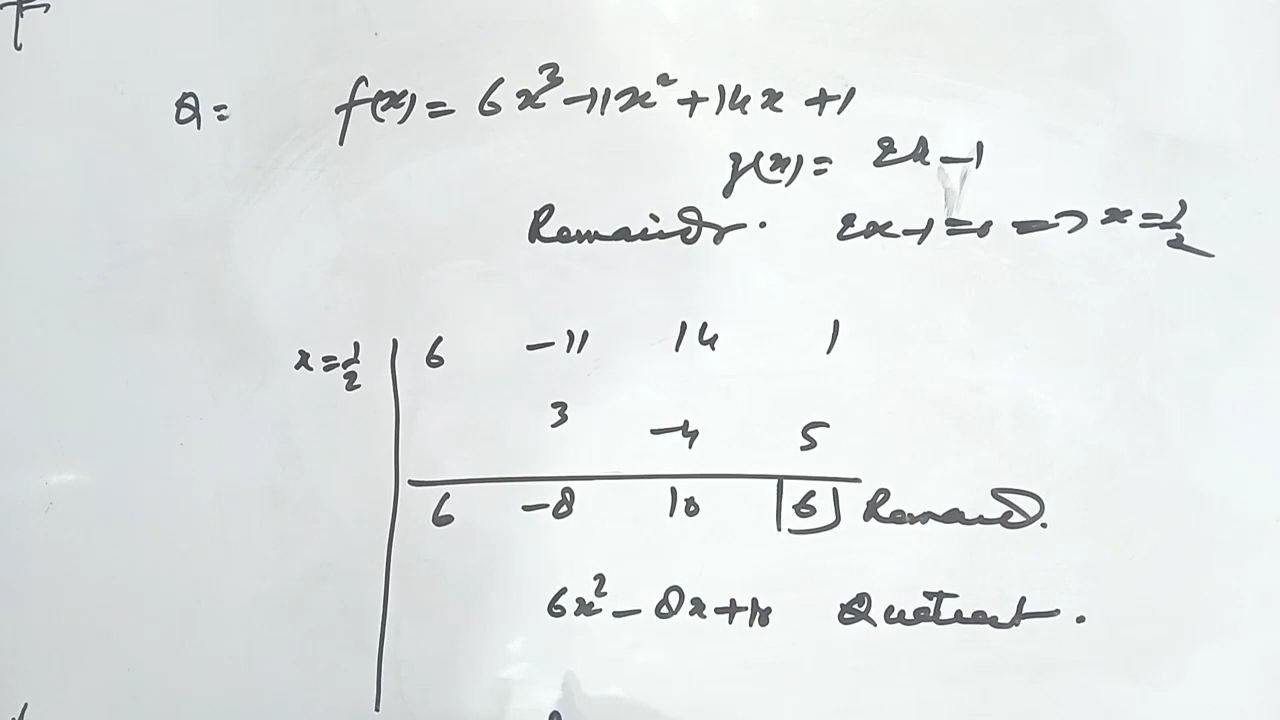 Q = f(x) = 6x³ - 11x² + 14x + 1
g(x) = 2x - 1
Remainder. 2x - 1 = 0 => x = 1/2
x = 1/2 | 6 -11 14 1
3 -4 5
6 -8 10 |6| Remaind.
6x² - 8x + 10 Quotient.